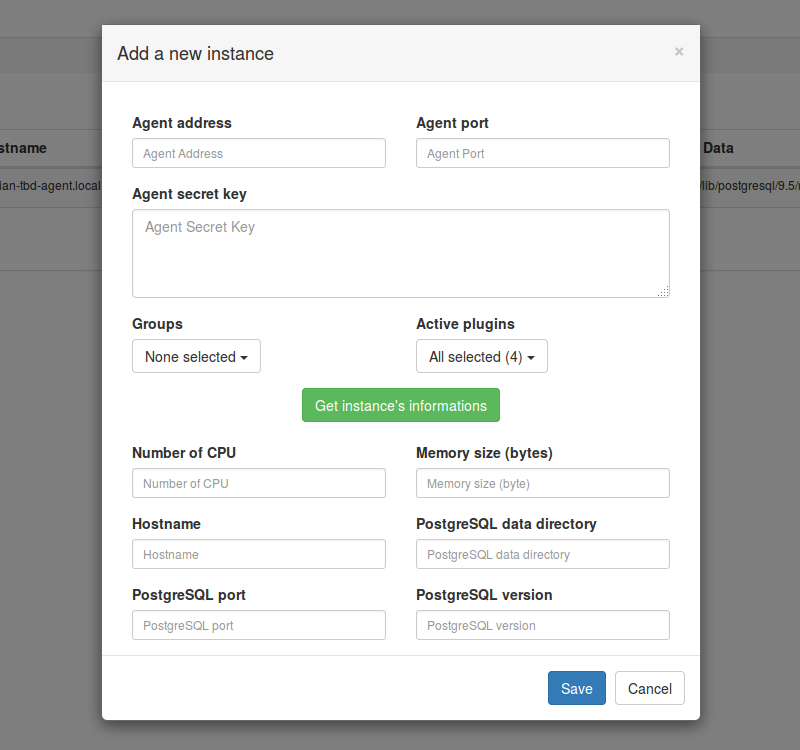 Add a new instance ×
Agent address Agent port
Agent Address Agent Port
stname Data
Agent secret key
ian-tbd-agent.local /lib/postgresql/9.5/
Agent Secret Key
Groups Active plugins
None selected All selected (4)
Get instance's informations
Number of CPU Memory size (bytes)
Number of CPU Memory size (byte)
Hostname PostgreSQL data directory
Hostname PostgreSQL data directory
PostgreSQL port PostgreSQL version
PostgreSQL port PostgreSQL version
Save Cancel